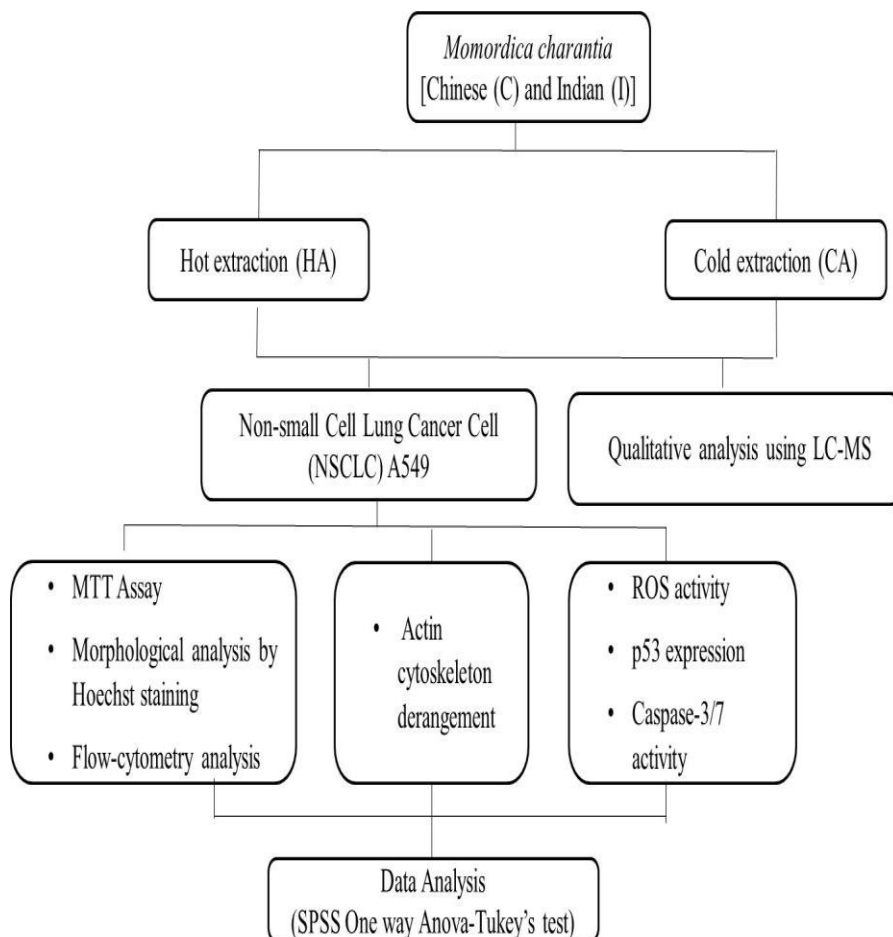 Momordica charantia
[Chinese (C) and Indian (I)]
Hot extraction (HA)
Cold extraction (CA)
Non-small Cell Lung Cancer Cell
(NSCLC) A549
Qualitative analysis using LC-MS
• MTT Assay
• Morphological analysis by
Hoechst staining
• Flow-cytometry analysis
• Actin
cytoskeleton
derangement
• ROS activity
• p53 expression
• Caspase-3/7
activity
Data Analysis
(SPSS One way Anova-Tukey's test)